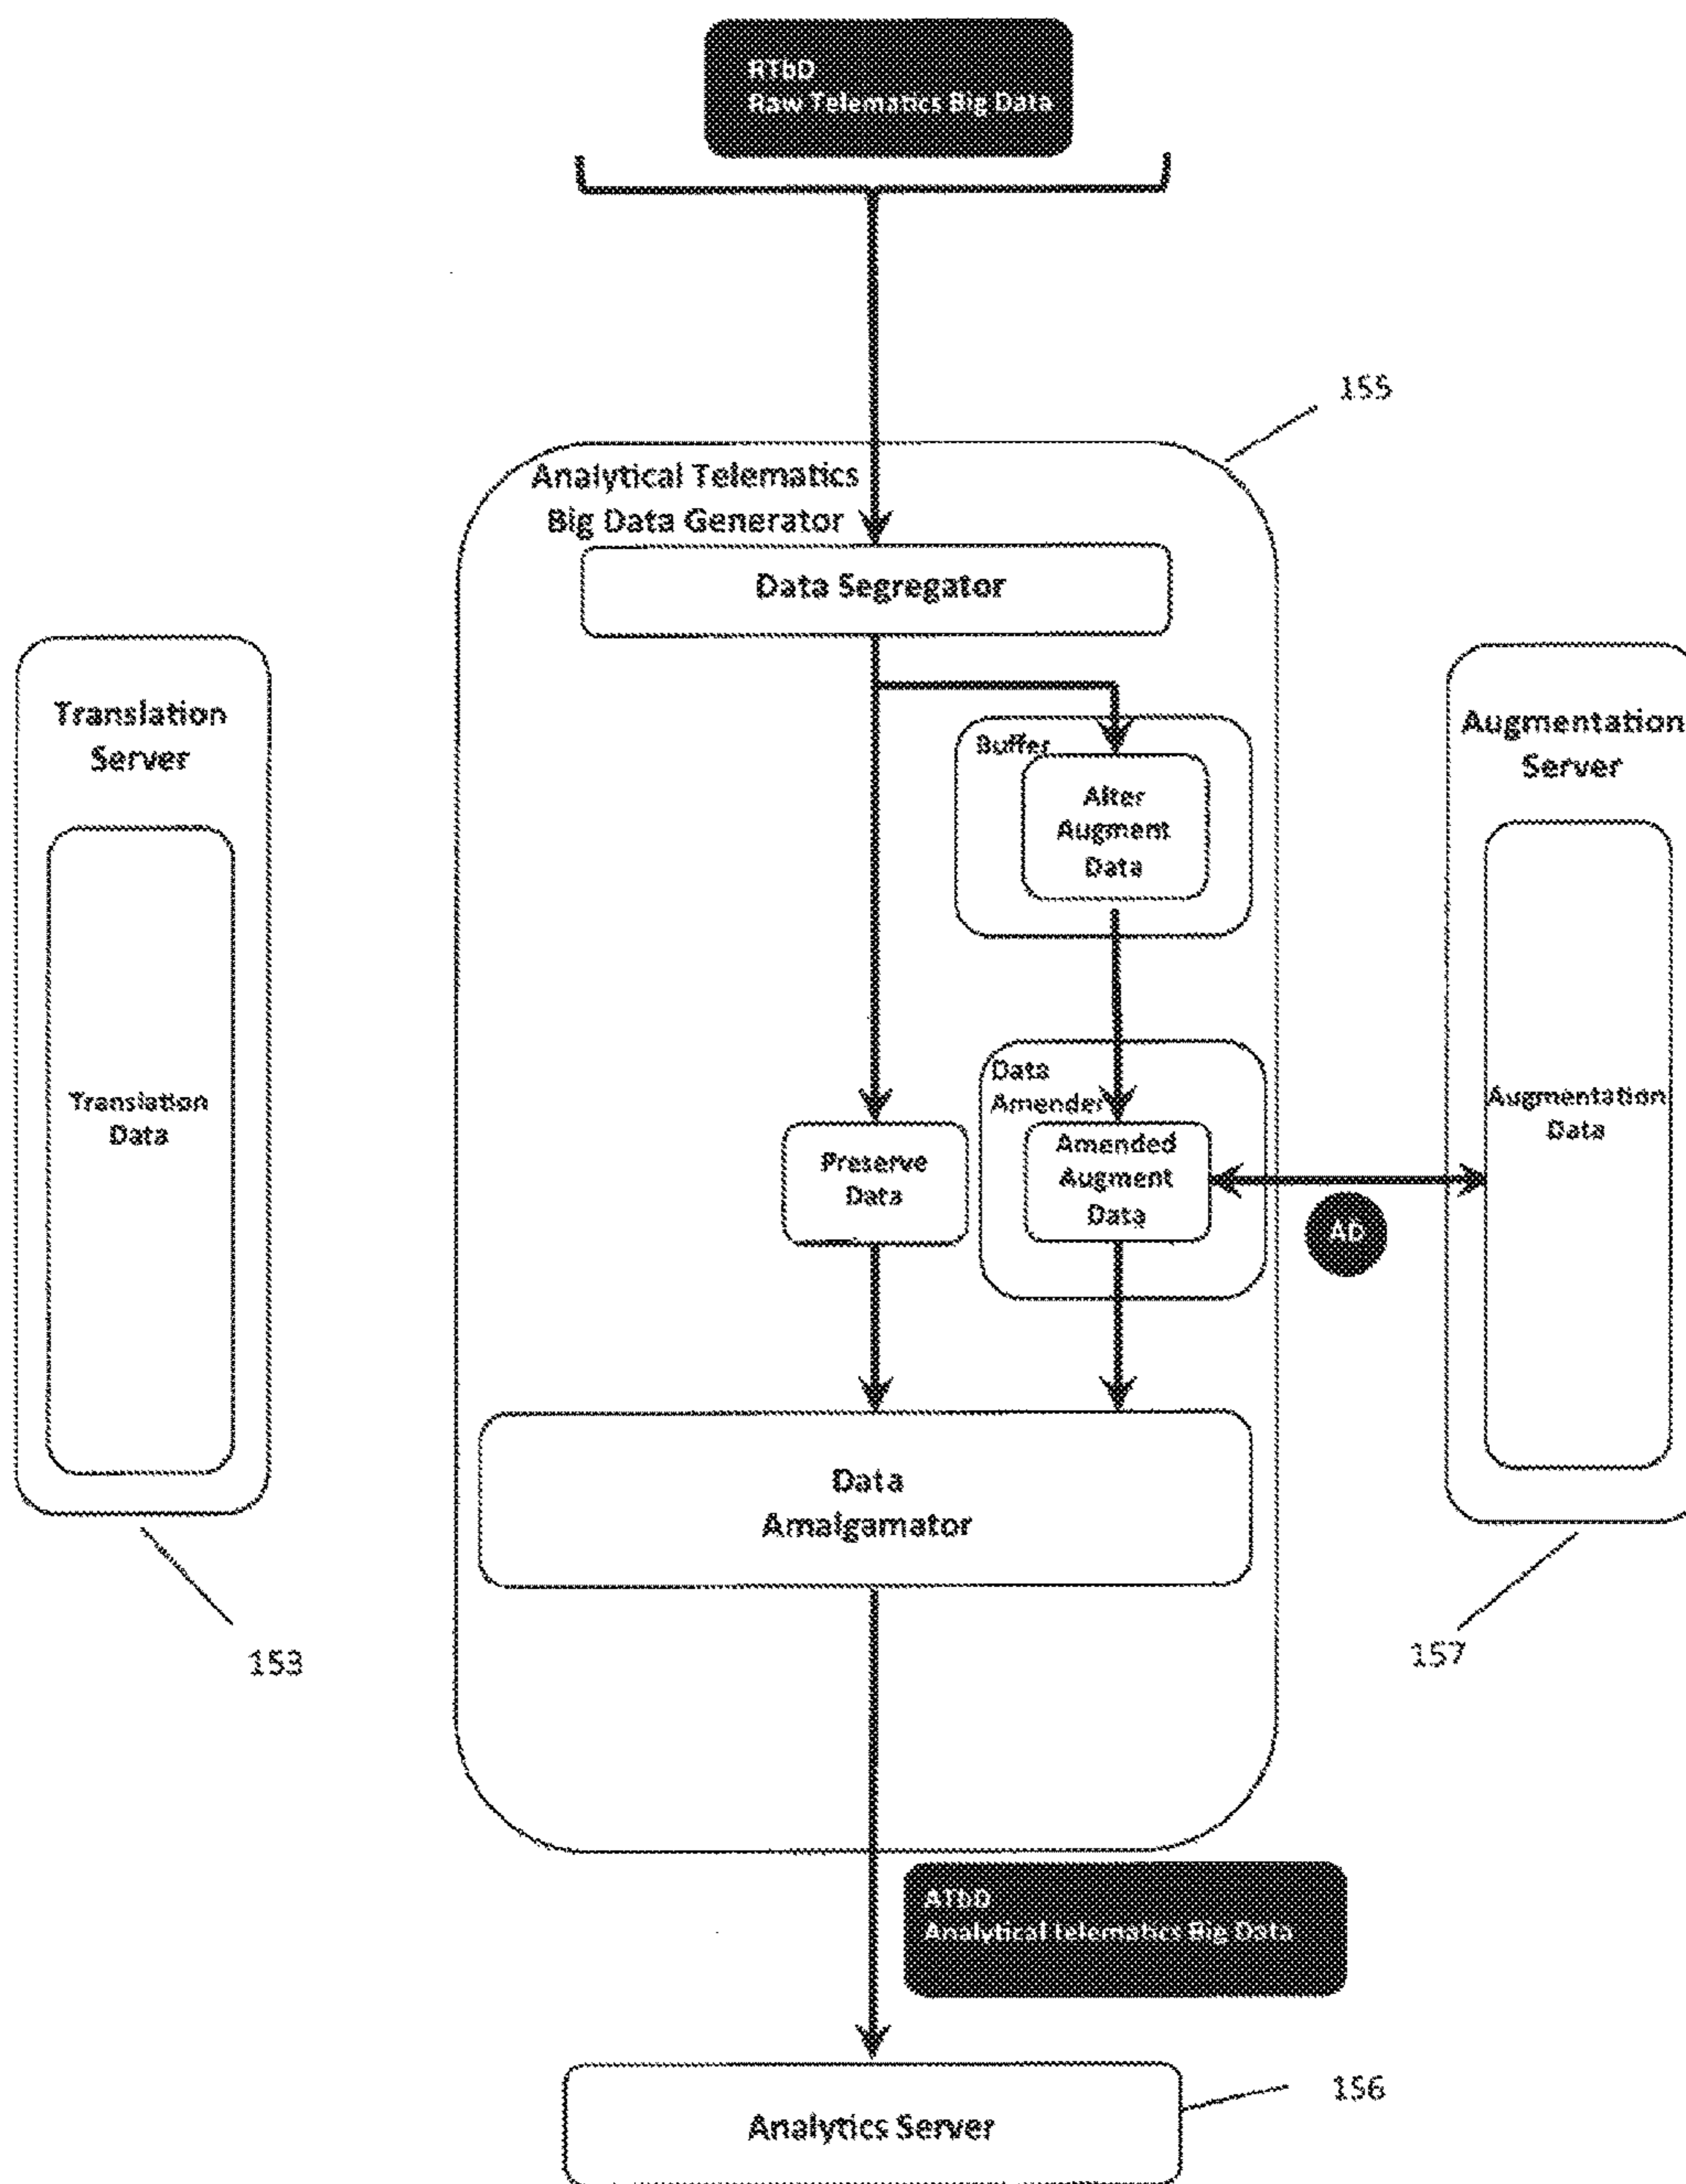 RTbD
Raw Telematics Big Data
155
Analytical Telematics
Big Data Generator
Data Segregator
Translation
Server
Buffer
Augmentation
Server
Alter
Augment
Data
Data
Amender
Translation
Data
Preserve
Data
Amended
Augment
Data
Augmentation
Data
AD
Data
Amalgamator
153
157
ATbD
Analytical telematics Big Data
156
Analytics Server